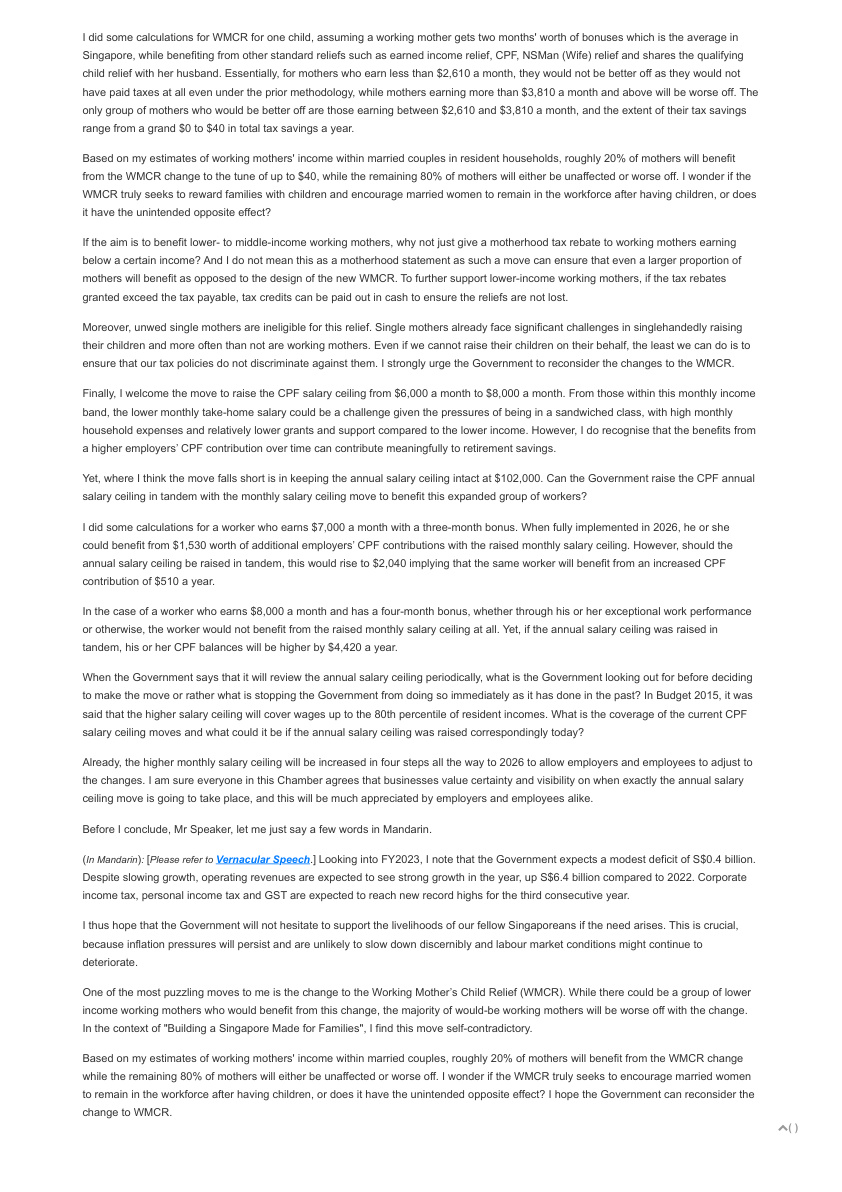 I did some calculations for WMCR for one child, assuming a working mother gets two months' worth of bonuses which is the average in
Singapore, while benefiting from other standard reliefs such as earned income relief, CPF, NSMan (Wife) relief and shares the qualifying
child relief with her husband. Essentially, for mothers who earn less than $2,610 a month, they would not be better off as they would not
have paid taxes at all even under the prior methodology, while mothers earning more than $3,810 a month and above will be worse off. The
only group of mothers who would be better off are those earning between $2,610 and $3,810 a month, and the extent of their tax savings
range from a grand $0 to $40 in total tax savings a year.
Based on my estimates of working mothers' income within married couples in resident households, roughly 20% of mothers will benefit
from the WMCR change to the tune of up to $40, while the remaining 80% of mothers will either be unaffected or worse off. I wonder if the
WMCR truly seeks to reward families with children and encourage married women to remain in the workforce after having children, or does
it have the unintended opposite effect?
If the aim is to benefit lower- to middle-income working mothers, why not just give a motherhood tax rebate to working mothers earning
below a certain income? And I do not mean this as a motherhood statement as such a move can ensure that even a larger proportion of
mothers will benefit as opposed to the design of the new WMCR. To further support lower-income working mothers, if the tax rebates
granted exceed the tax payable, tax credits can be paid out in cash to ensure the reliefs are not lost.
Moreover, unwed single mothers are ineligible for this relief. Single mothers already face significant challenges in singlehandedly raising
their children and more often than not are working mothers. Even if we cannot raise their children on their behalf, the least we can do is to
ensure that our tax policies do not discriminate against them. I strongly urge the Government to reconsider the changes to the WMCR.
Finally, I welcome the move to raise the CPF salary ceiling from $6,000 a month to $8,000 a month. From those within this monthly income
band, the lower monthly take-home salary could be a challenge given the pressures of being in a sandwiched class, with high monthly
household expenses and relatively lower grants and support compared to the lower income. However, I do recognise that the benefits from
a higher employers' CPF contribution over time can contribute meaningfully to retirement savings.
Yet, where I think the move falls short is in keeping the annual salary ceiling intact at $102,000. Can the Government raise the CPF annual
salary ceiling in tandem with the monthly salary ceiling move to benefit this expanded group of workers?
I did some calculations for a worker who earns $7,000 a month with a three-month bonus. When fully implemented in 2026, he or she
could benefit from $1,530 worth of additional employers' CPF contributions with the raised monthly salary ceiling. However, should the
annual salary ceiling be raised in tandem, this would rise to $2,040 implying that the same worker will benefit from an increased CPF
contribution of $510 a year.
In the case of a worker who earns $8,000 a month and has a four-month bonus, whether through his or her exceptional work performance
or otherwise, the worker would not benefit from the raised monthly salary ceiling at all. Yet, if the annual salary ceiling was raised in
tandem, his or her CPF balances will be higher by $4,420 a year.
When the Government says that it will review the annual salary ceiling periodically, what is the Government looking out for before deciding
to make the move or rather what is stopping the Government from doing so immediately as it has done in the past? In Budget 2015, it was
said that the higher salary ceiling will cover wages up to the 80th percentile of resident incomes. What is the coverage of the current CPF
salary ceiling moves and what could it be if the annual salary ceiling was raised correspondingly today?
Already, the higher monthly salary ceiling will be increased in four steps all the way to 2026 to allow employers and employees to adjust to
the changes. I am sure everyone in this Chamber agrees that businesses value certainty and visibility on when exactly the annual salary
ceiling move is going to take place, and this will be much appreciated by employers and employees alike.
Before I conclude, Mr Speaker, let me just say a few words in Mandarin.
(In Mandarin): [Please refer to Vernacular Speech.] Looking into FY2023, I note that the Government expects a modest deficit of S$0.4 billion.
Despite slowing growth, operating revenues are expected to see strong growth in the year, up S$6.4 billion compared to 2022. Corporate
income tax, personal income tax and GST are expected to reach new record highs for the third consecutive year.
I thus hope that the Government will not hesitate to support the livelihoods of our fellow Singaporeans if the need arises. This is crucial,
because inflation pressures will persist and are unlikely to slow down discernibly and labour market conditions might continue to
deteriorate.
One of the most puzzling moves to me is the change to the Working Mother's Child Relief (WMCR). While there could be a group of lower
income working mothers who would benefit from this change, the majority of would-be working mothers will be worse off with the change.
In the context of "Building a Singapore Made for Families", I find this move self-contradictory.
Based on my estimates of working mothers' income within married couples, roughly 20% of mothers will benefit from the WMCR change
while the remaining 80% of mothers will either be unaffected or worse off. I wonder if the WMCR truly seeks to encourage married women
to remain in the workforce after having children, or does it have the unintended opposite effect? I hope the Government can reconsider the
change to WMCR.
( )